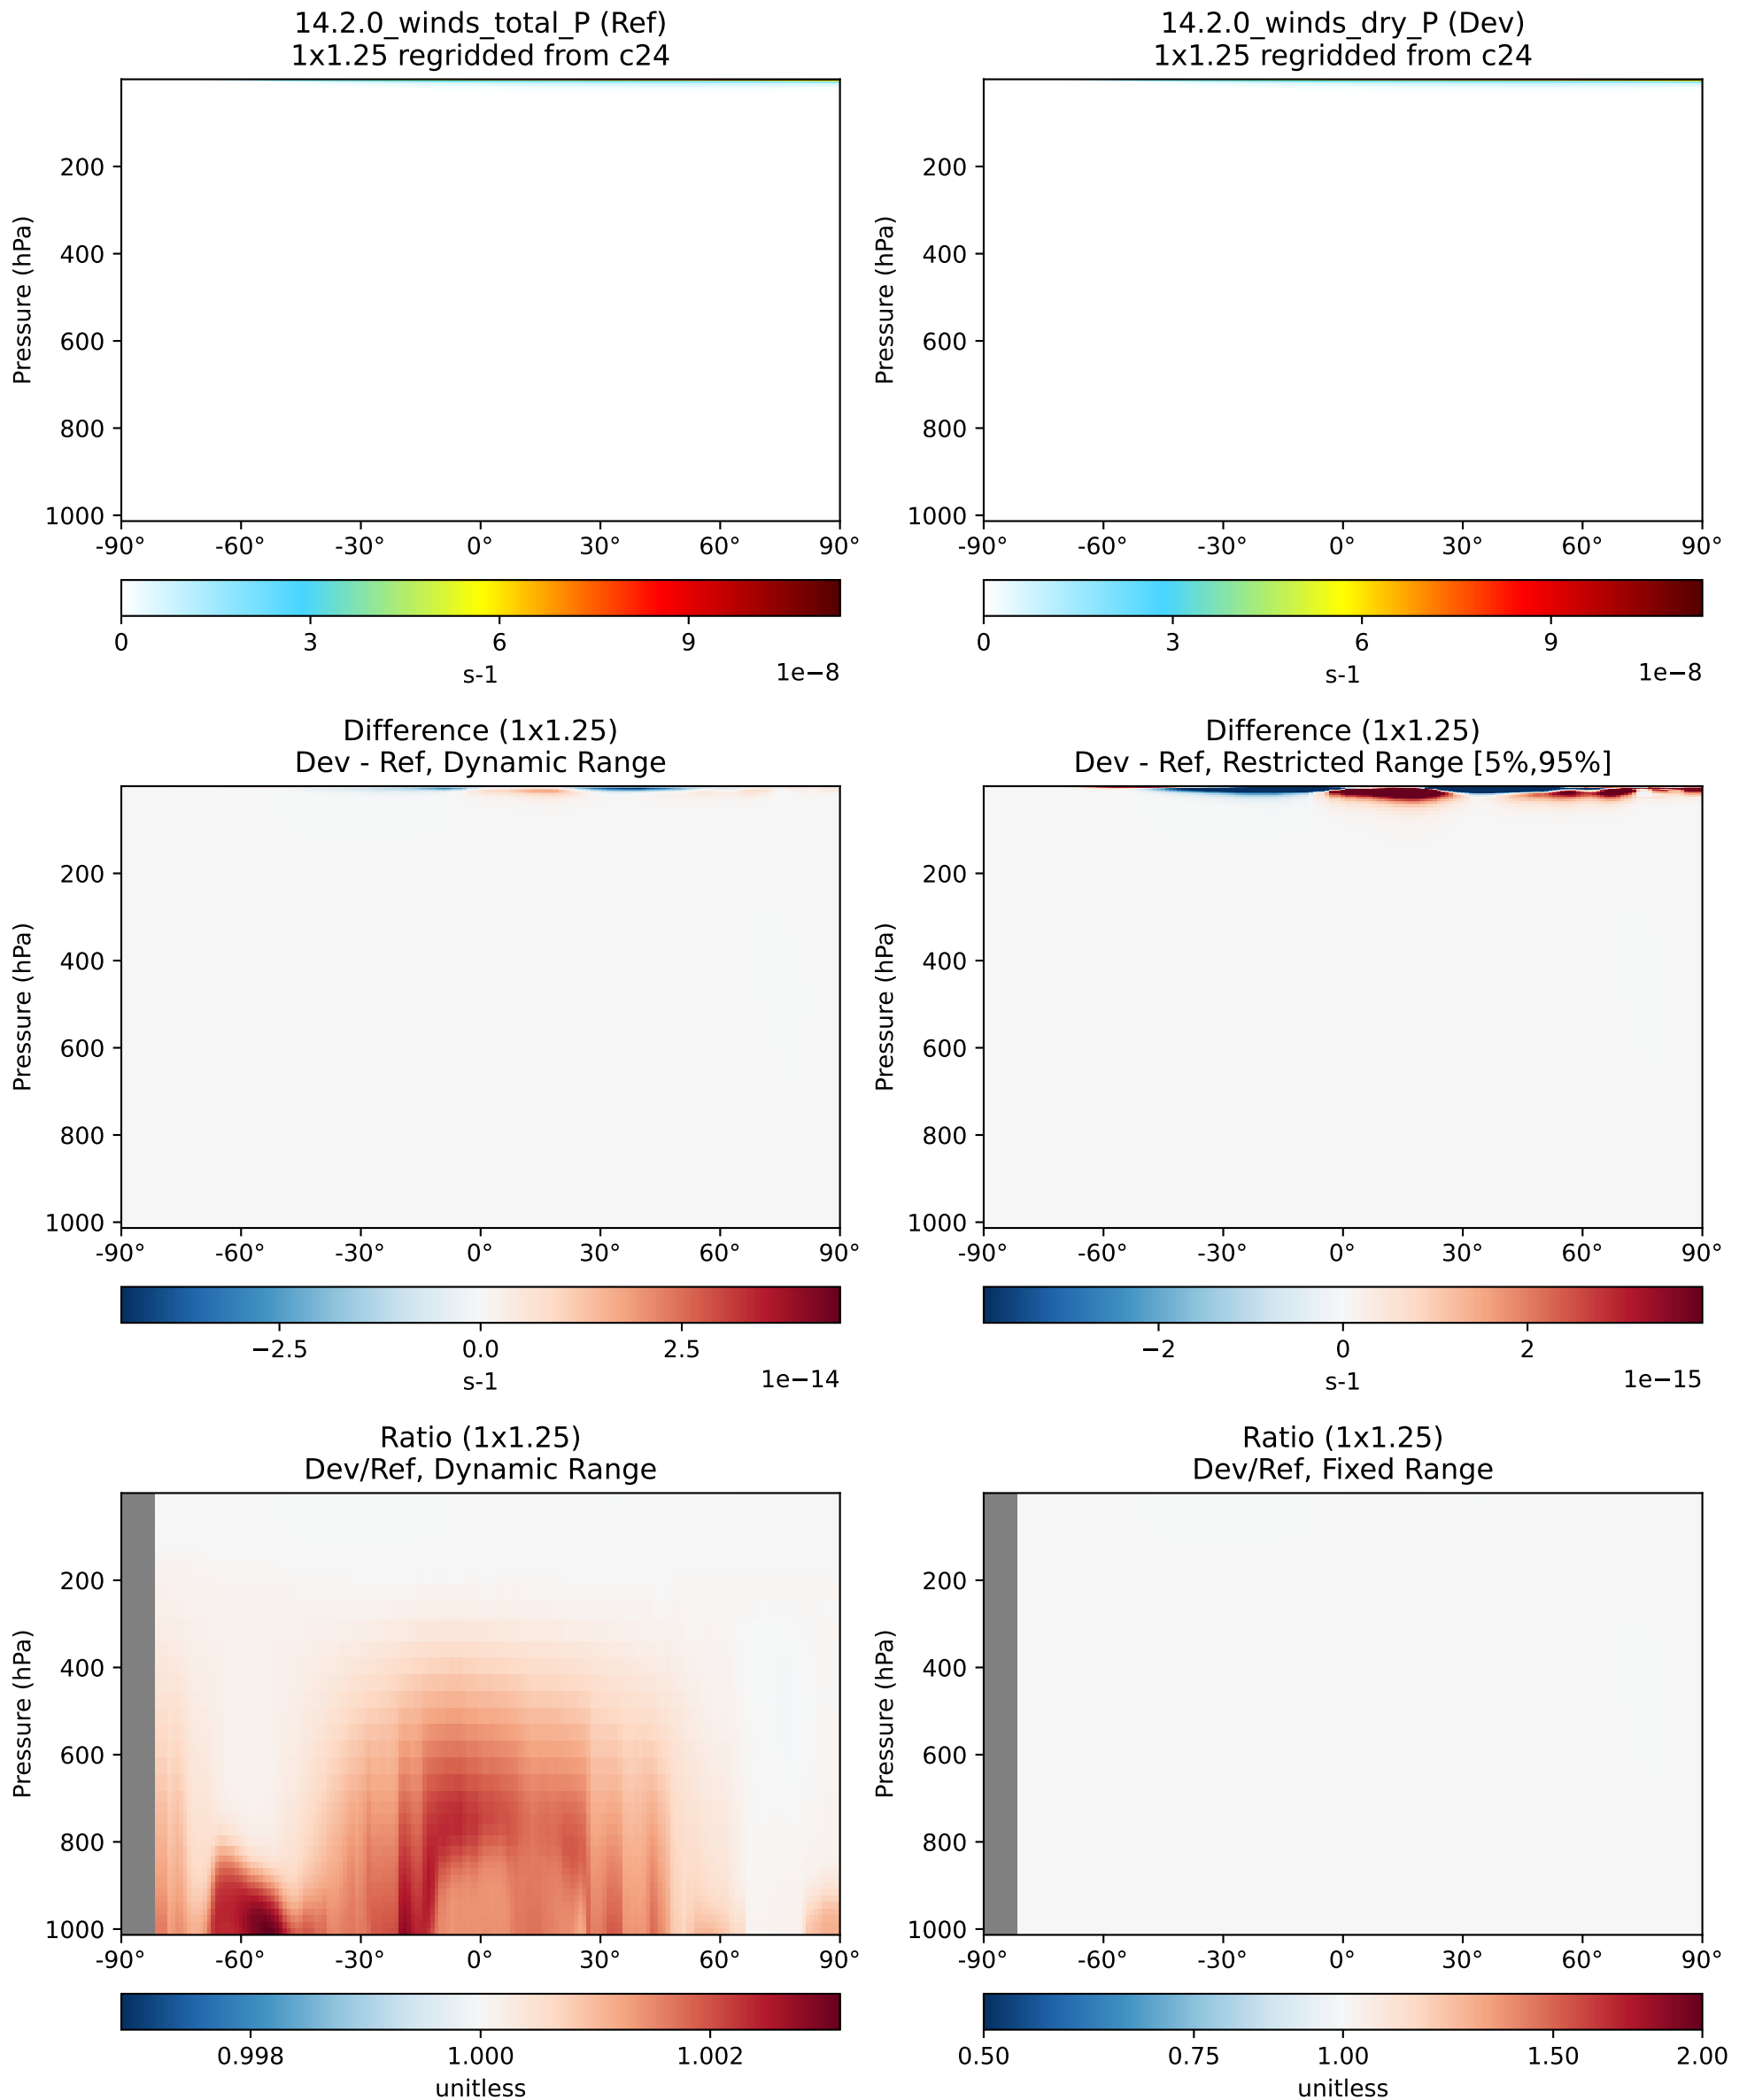 14.2.0_winds_total_P (Ref)
1x1.25 regridded from c24
Pressure (hPa)
200
400
600
800
1000
-90° -60° -30° 0° 30° 60° 90°
0 3 6 9
s-1
1e−8
14.2.0_winds_dry_P (Dev)
1x1.25 regridded from c24
Pressure (hPa)
200
400
600
800
1000
-90° -60° -30° 0° 30° 60° 90°
0 3 6 9
s-1
1e−8
Difference (1x1.25)
Dev - Ref, Dynamic Range
Pressure (hPa)
200
400
600
800
1000
-90° -60° -30° 0° 30° 60° 90°
−2.5 0.0 2.5
s-1
1e−14
Difference (1x1.25)
Dev - Ref, Restricted Range [5%,95%]
Pressure (hPa)
200
400
600
800
1000
-90° -60° -30° 0° 30° 60° 90°
−2 0 2
s-1
1e−15
Ratio (1x1.25)
Dev/Ref, Dynamic Range
Pressure (hPa)
200
400
600
800
1000
-90° -60° -30° 0° 30° 60° 90°
0.998 1.000 1.002
unitless
Ratio (1x1.25)
Dev/Ref, Fixed Range
Pressure (hPa)
200
400
600
800
1000
-90° -60° -30° 0° 30° 60° 90°
0.50 0.75 1.00 1.50 2.00
unitless